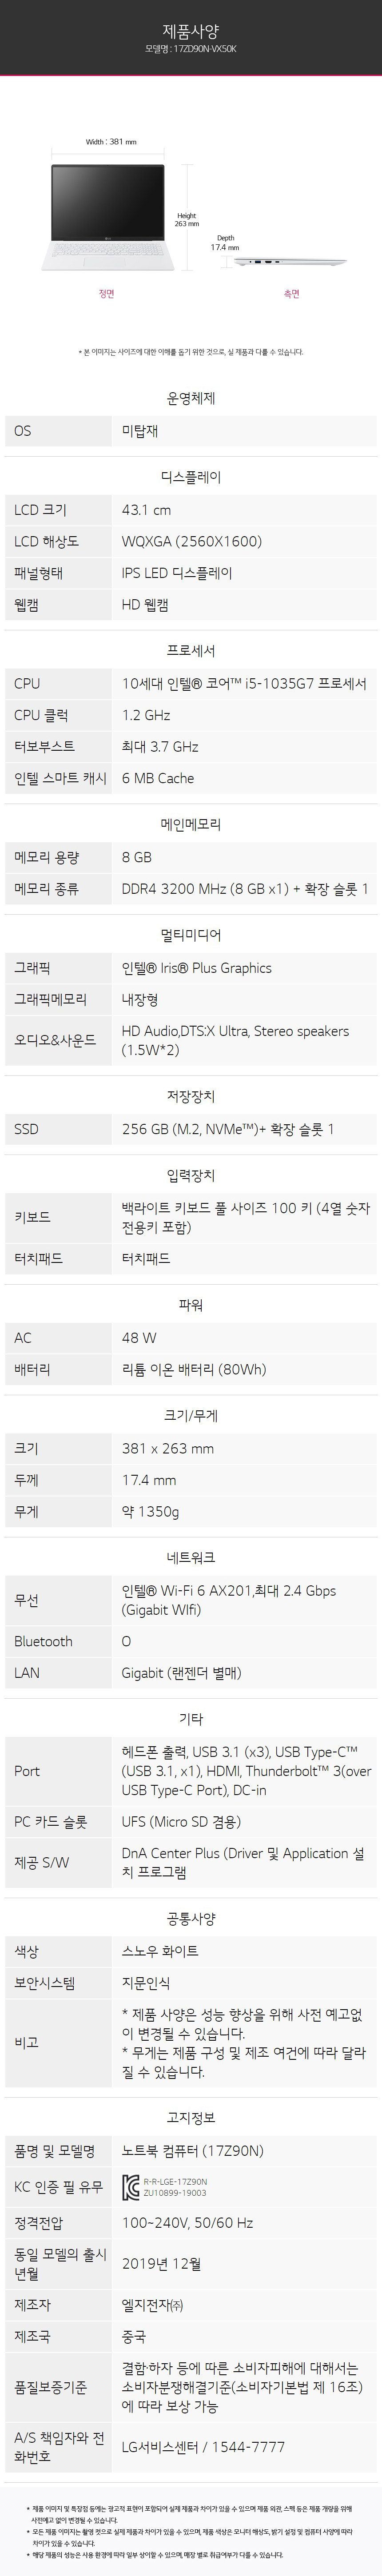 제품사양
모델명 : 17ZD90N-VX50K
Width : 381 mm
Height
263 mm
Depth
17.4 mm
정면
측면
* 본 이미지는 사이즈에 대한 이해를 돕기 위한 것으로, 실 제품과 다를 수 있습니다.
운영체제
OS 미탑재
디스플레이
LCD 크기 43.1 cm
LCD 해상도 WQXGA (2560X1600)
패널형태 IPS LED 디스플레이
웹캠 HD 웹캠
프로세서
CPU 10세대 인텔® 코어™ i5-1035G7 프로세서
CPU 클럭 1.2 GHz
터보부스트 최대 3.7 GHz
인텔 스마트 캐시 6 MB Cache
메인메모리
메모리 용량 8 GB
메모리 종류 DDR4 3200 MHz (8 GB x1) + 확장 슬롯 1
멀티미디어
그래픽 인텔® Iris® Plus Graphics
그래픽메모리 내장형
오디오&사운드 HD Audio,DTS:X Ultra, Stereo speakers
(1.5W*2)
저장장치
SSD 256 GB (M.2, NVMe™)+ 확장 슬롯 1
입력장치
키보드 백라이트 키보드 풀 사이즈 100 키 (4열 숫자
전용키 포함)
터치패드 터치패드
파워
AC 48 W
배터리 리튬 이온 배터리 (80Wh)
크기/무게
크기 381 x 263 mm
두께 17.4 mm
무게 약 1350g
네트워크
무선 인텔® Wi-Fi 6 AX201,최대 2.4 Gbps
(Gigabit WIfi)
Bluetooth O
LAN Gigabit (랜젠더 별매)
기타
Port 헤드폰 출력, USB 3.1 (x3), USB Type-C™
(USB 3.1, x1), HDMI, Thunderbolt™ 3(over
USB Type-C Port), DC-in
PC 카드 슬롯 UFS (Micro SD 겸용)
제공 S/W DnA Center Plus (Driver 및 Application 설
치 프로그램
공통사양
색상 스노우 화이트
보안시스템 지문인식
비고 * 제품 사양은 성능 향상을 위해 사전 예고없
이 변경될 수 있습니다.
* 무게는 제품 구성 및 제조 여건에 따라 달라
질 수 있습니다.
고지정보
품명 및 모델명 노트북 컴퓨터 (17Z90N)
KC 인증 필 유무 R-R-LGE-17Z90N
ZU10899-19003
정격전압 100~240V, 50/60 Hz
동일 모델의 출시
년월 2019년 12월
제조자 엘지전자㈜
제조국 중국
품질보증기준 결함·하자 등에 따른 소비자피해에 대해서는
소비자분쟁해결기준(소비자기본법 제 16조)
에 따라 보상 가능
A/S 책임자와 전
화번호 LG서비스센터 / 1544-7777
* 제품 이미지 및 특장점 등에는 광고적 표현이 포함되어 실제 제품과 차이가 있을 수 있으며 제품 외관, 스펙 등은 제품 개량을 위해
사전예고 없이 변경될 수 있습니다.
* 모든 제품 이미지는 촬영 컷으로 실제 제품과 차이가 있을 수 있으며, 제품 색상은 모니터 해상도, 밝기 설정 및 컴퓨터 사양에 따라
차이가 있을 수 있습니다.
* 해당 제품의 성능은 사용 환경에 따라 일부 상이할 수 있으며, 매장 별로 취급여부가 다를 수 있습니다.